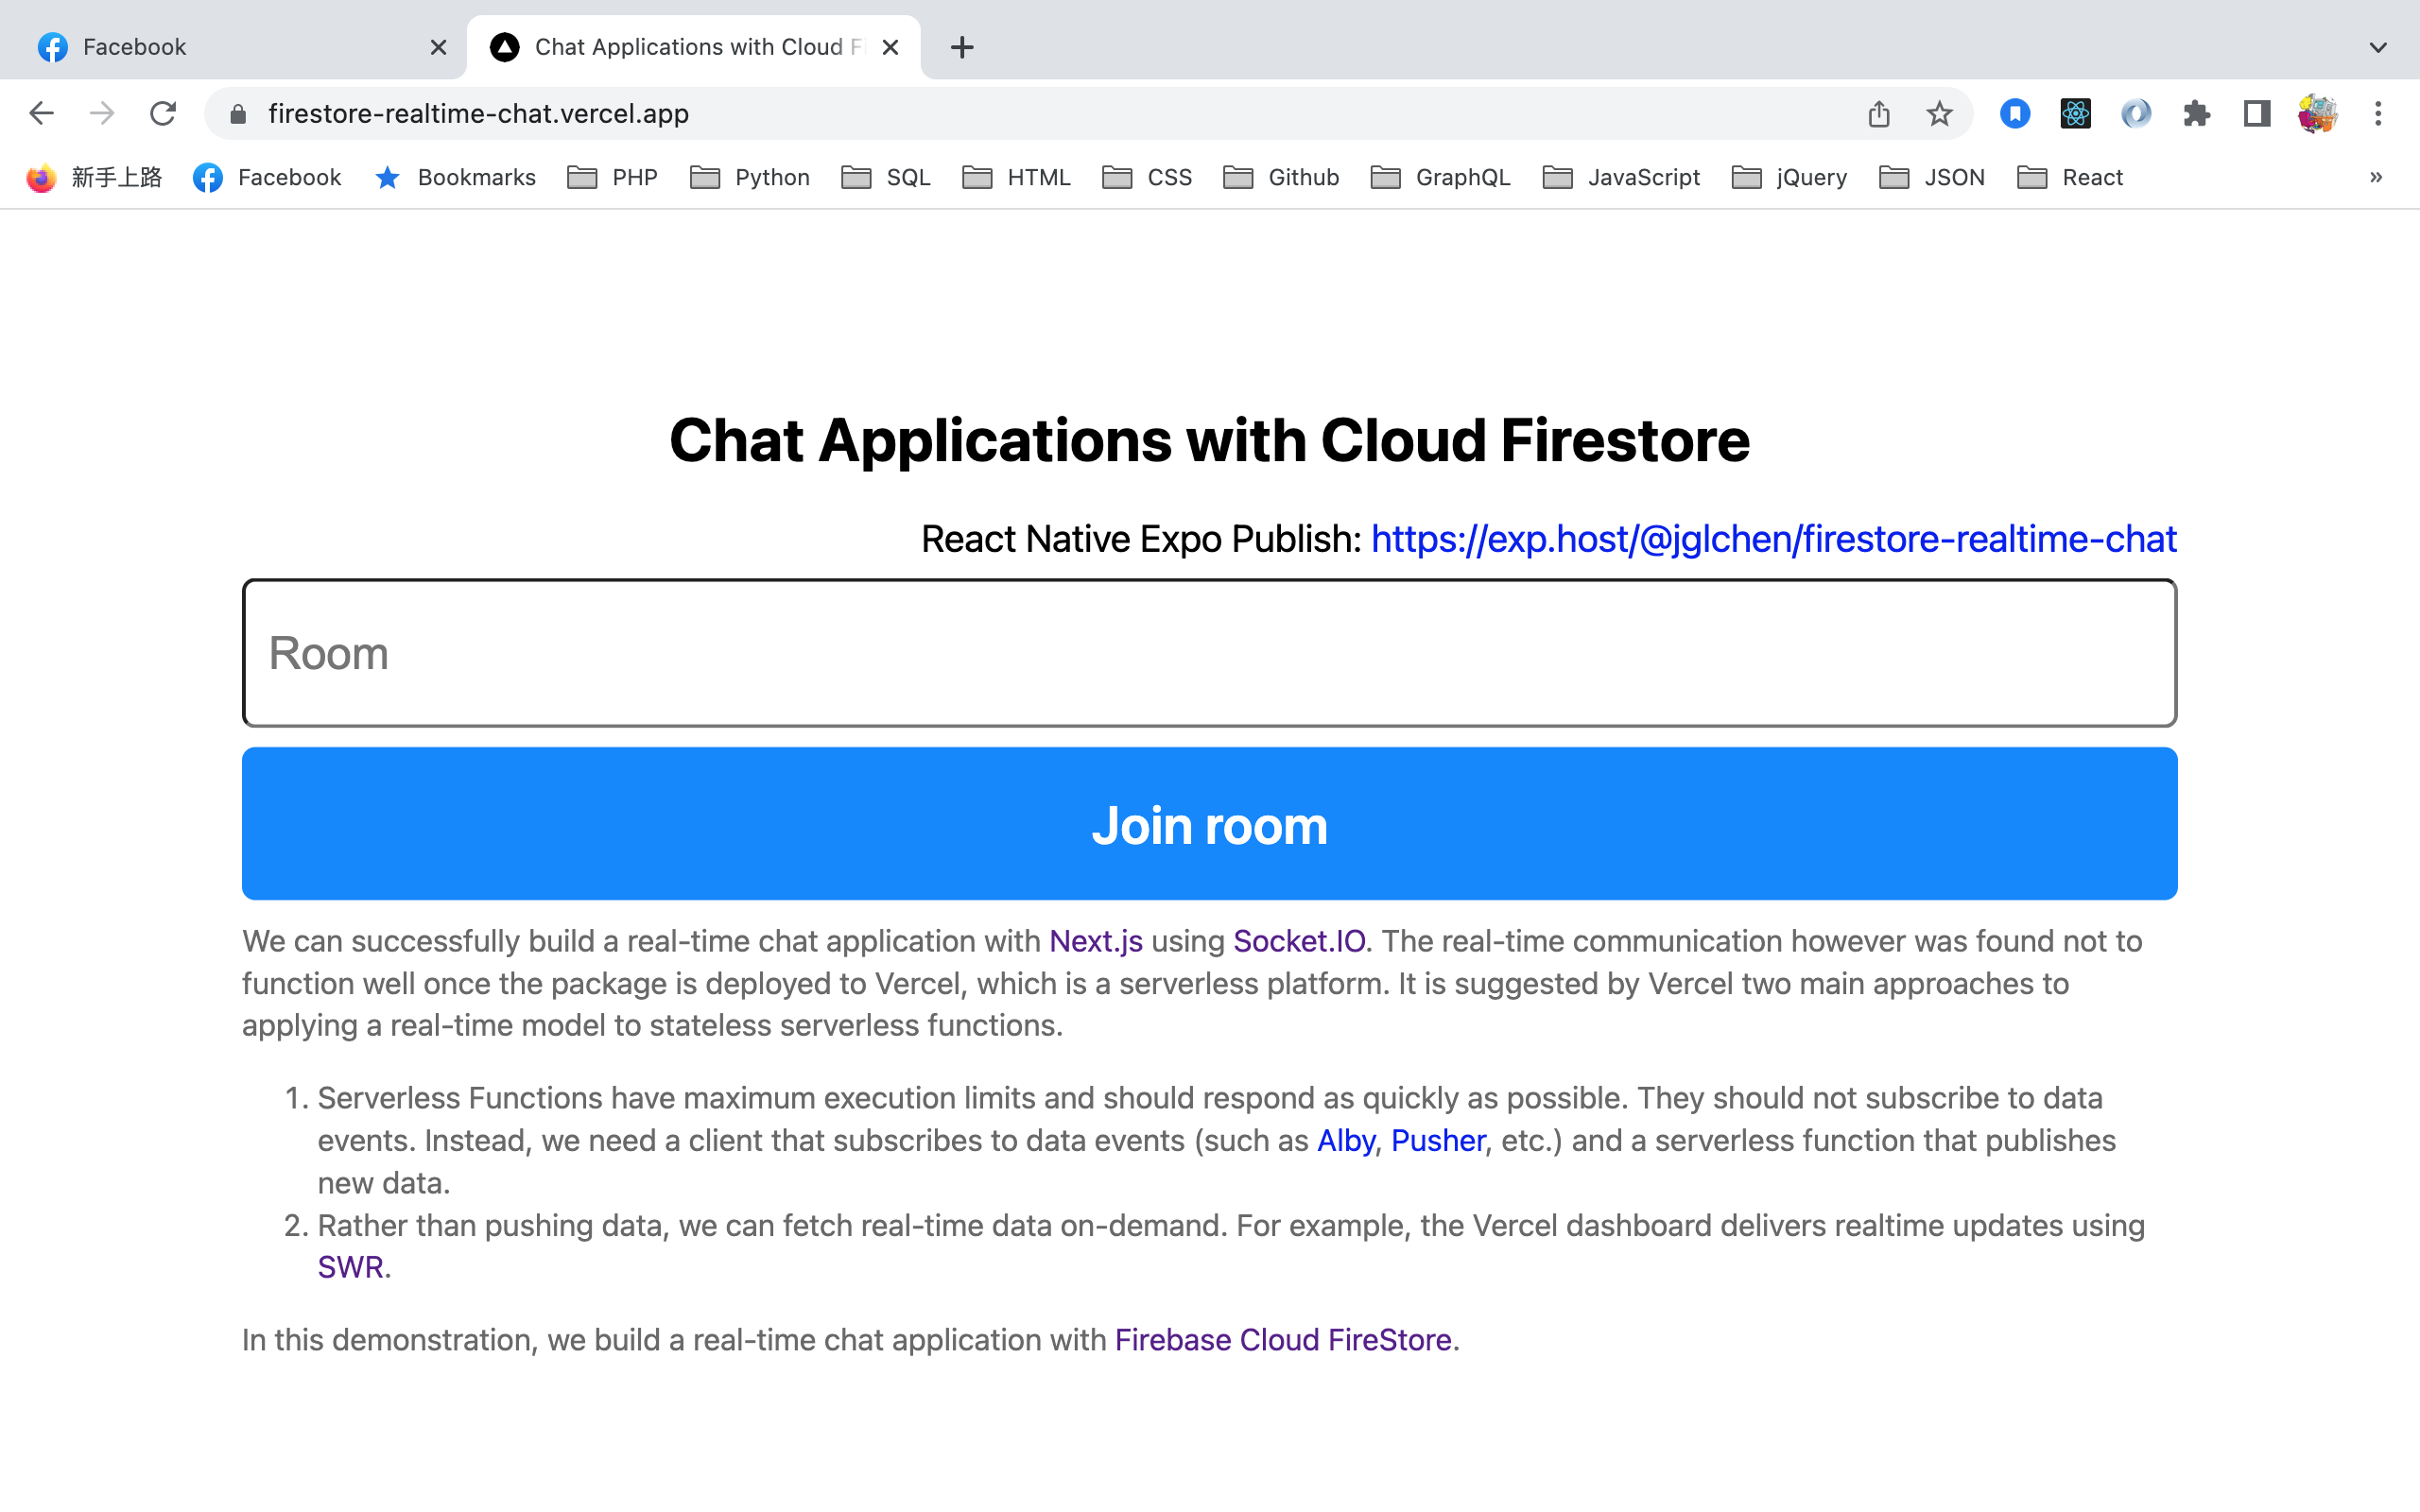 Facebook
Chat Applications with Cloud F
firestore-realtime-chat.vercel.app
新手上路 Facebook Bookmarks PHP Python SQL HTML CSS Github GraphQL JavaScript jQuery JSON React »
Chat Applications with Cloud Firestore
React Native Expo Publish: https://exp.host/@jglchen/firestore-realtime-chat
Room
Join room
We can successfully build a real-time chat application with Next.js using Socket.IO. The real-time communication however was found not to
function well once the package is deployed to Vercel, which is a serverless platform. It is suggested by Vercel two main approaches to
applying a real-time model to stateless serverless functions.
1. Serverless Functions have maximum execution limits and should respond as quickly as possible. They should not subscribe to data
events. Instead, we need a client that subscribes to data events (such as Alby, Pusher, etc.) and a serverless function that publishes
new data.
2. Rather than pushing data, we can fetch real-time data on-demand. For example, the Vercel dashboard delivers realtime updates using
SWR.
In this demonstration, we build a real-time chat application with Firebase Cloud FireStore.